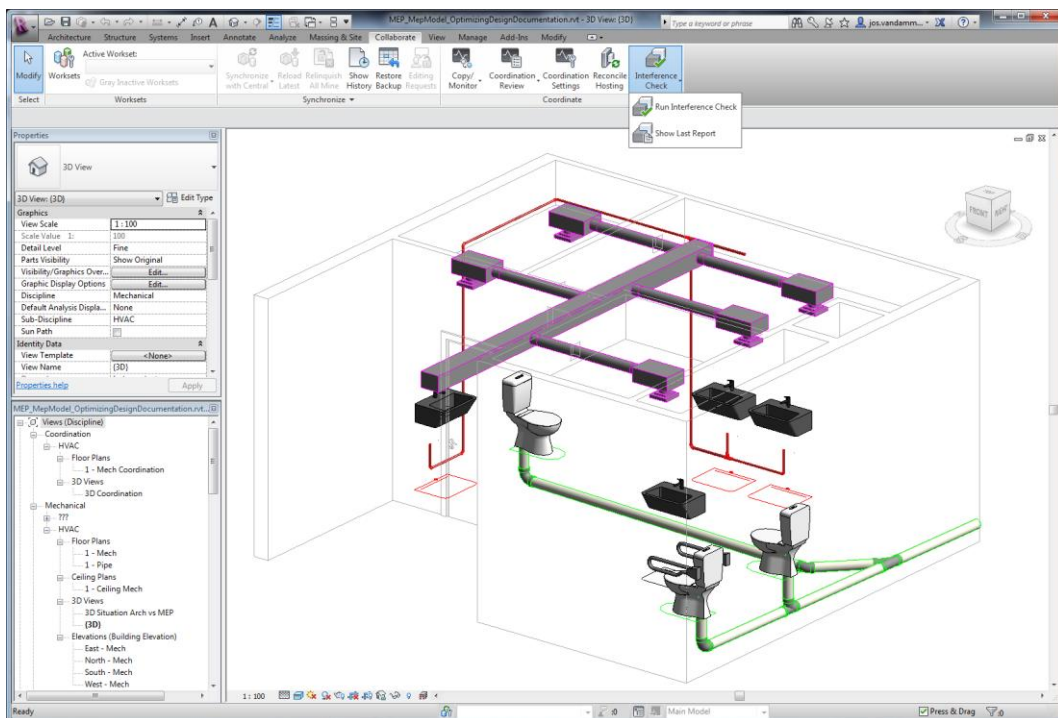 MEP_MepModel_OptimizingDesignDocumentation.rvt - 3D View: {3D}
Type a keyword or phrase
jos.vandamm...
Architecture Structure Systems Insert Annotate Analyze Massing & Site Collaborate View Manage Add-Ins Modify
Modify
Select
Worksets
Active Workset:
Gray Inactive Worksets
Worksets
Synchronize with Central
Reload Latest
Relinquish All Mine
Show History
Restore Backup
Editing Requests
Synchronize
Copy/ Monitor
Coordination Review
Coordination Settings
Reconcile Hosting
Interference Check
Coordinate
Run Interference Check
Show Last Report
Properties
3D View
3D View: {3D} Edit Type
Graphics
View Scale 1 : 100
Scale Value 1: 100
Detail Level Fine
Parts Visibility Show Original
Visibility/Graphics Over... Edit...
Graphic Display Options Edit...
Discipline Mechanical
Default Analysis Displa... None
Sub-Discipline HVAC
Sun Path
Identity Data
View Template <None>
View Name {3D}
Properties help Apply
MEP_MepModel_OptimizingDesignDocumentation.rvt...
Views (Discipline)
Coordination
HVAC
Floor Plans
1 - Mech Coordination
3D Views
3D Coordination
Mechanical
???
HVAC
Floor Plans
1 - Mech
1 - Pipe
Ceiling Plans
1 - Ceiling Mech
3D Views
3D Situation Arch vs MEP
{3D}
Elevations (Building Elevation)
East - Mech
North - Mech
South - Mech
West - Mech
FRONT RIGHT
1 : 100
Ready :0 Main Model Press & Drag :0